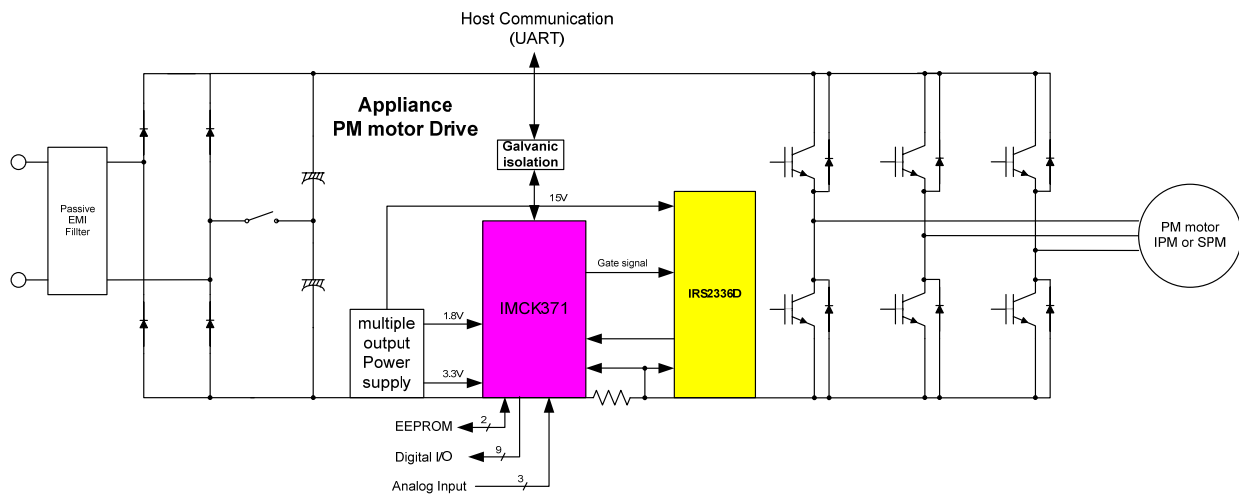 Host Communication
(UART)
Appliance
PM motor Drive
Galvanic
isolation
Passive
EMI
Fillter
15V
PM motor
IPM or SPM
Gate signal
IMCK371
IRS2336D
multiple
output
Power
supply
1.8V
3.3V
EEPROM
2
Digital I/O
9
Analog Input
3